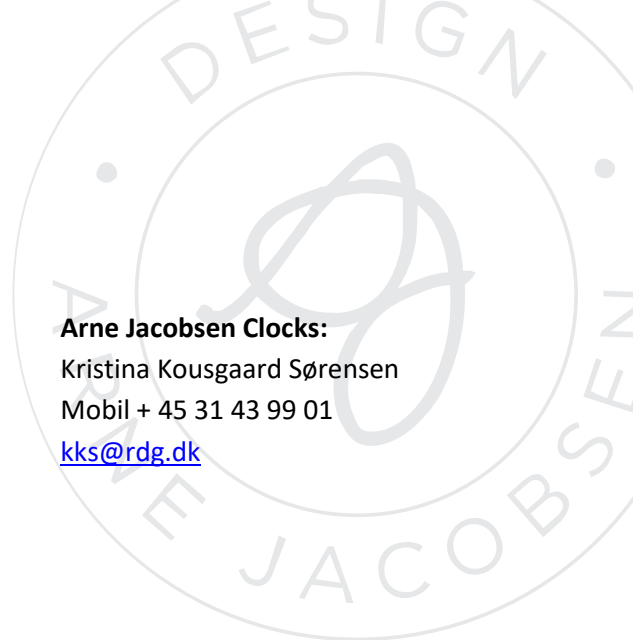 DESIGN
ARNE JACOBSEN
Arne Jacobsen Clocks:
Kristina Kousgaard Sørensen
Mobil + 45 31 43 99 01
kks@rdg.dk